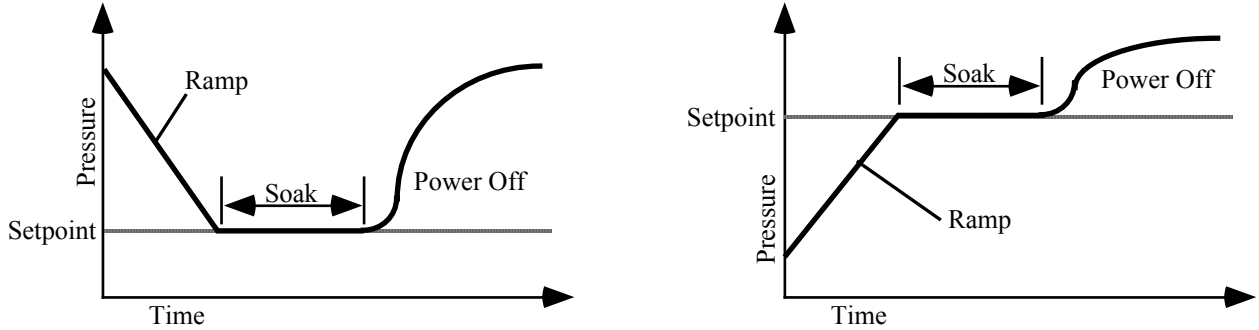 Pressure
Ramp
Soak
Power Off
Setpoint
Time
Pressure
Soak
Power Off
Setpoint
Ramp
Time